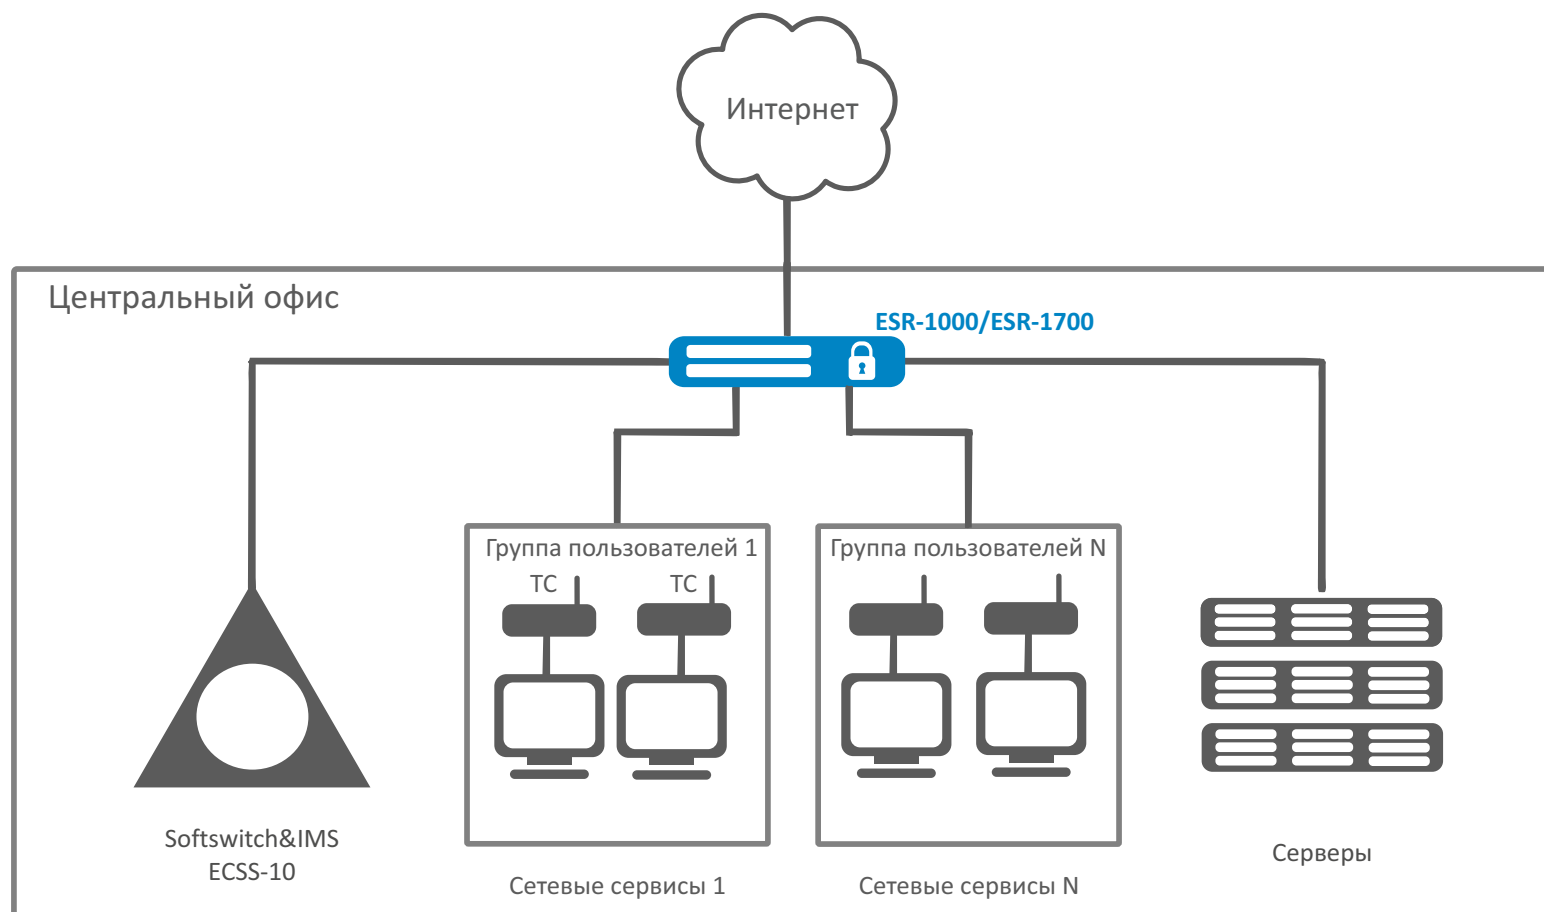 Интернет
Центральный офис
ESR-1000/ESR-1700
Группа пользователей 1
Группа пользователей N
ТС
ТС
Softswitch&IMS
ECSS-10
Серверы
Сетевые сервисы 1
Сетевые сервисы N